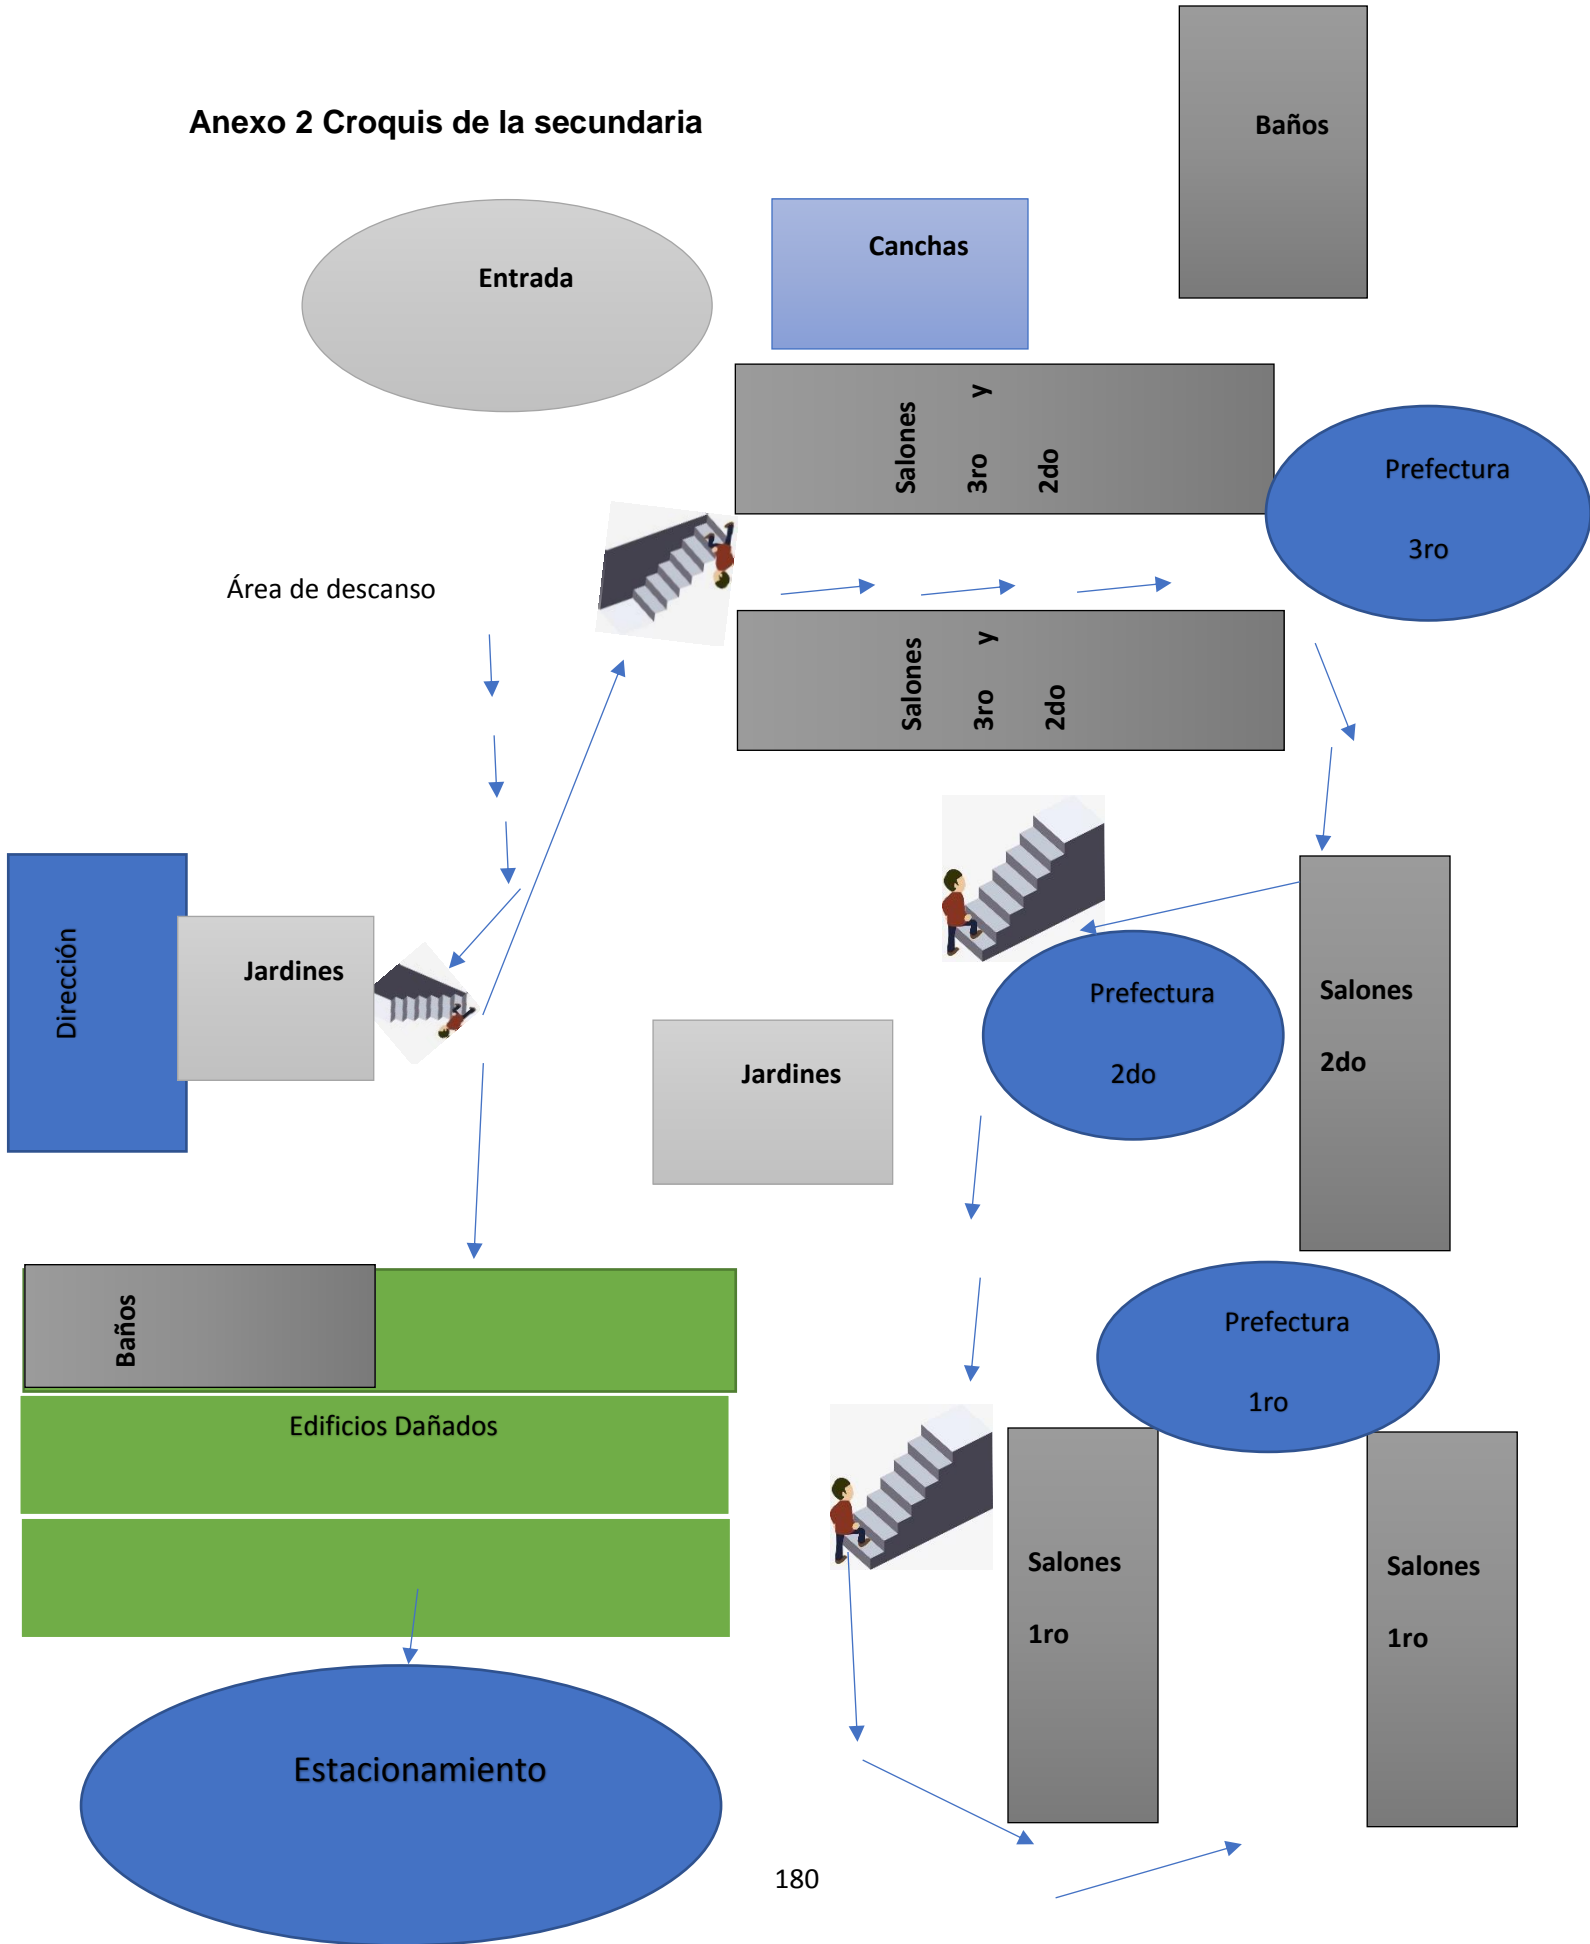 Anexo 2 Croquis de la secundaria
Baños
Canchas
Entrada
Salones
3ro y
2do
Prefectura
3ro
Área de descanso
Salones
3ro y
2do
Dirección
Jardines
Prefectura
2do
Salones
2do
Jardines
Baños
Prefectura
1ro
Edificios Dañados
Salones
1ro
Salones
1ro
Estacionamiento
180